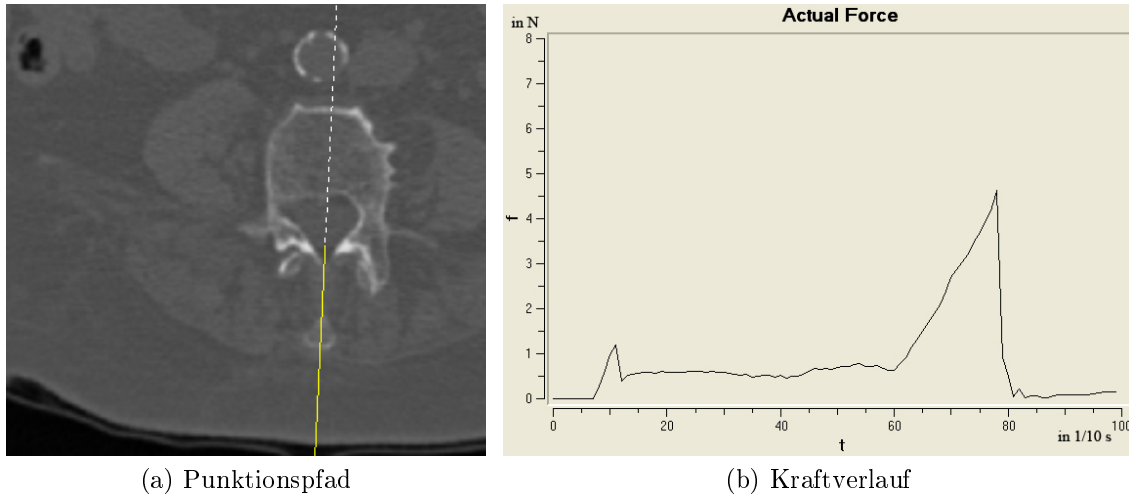 Actual Force
in N
8
7
6
5
4
3
2
1
0
f
0 20 40 60 80 100
t
in 1/10 s
(a) Punktionspfad
(b) Kraftverlauf